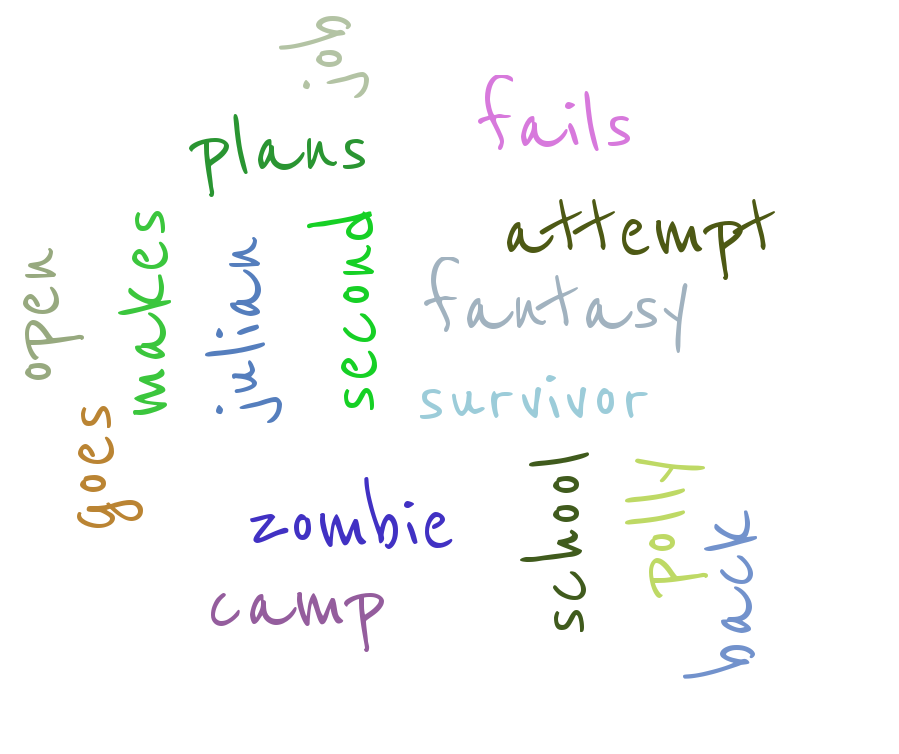 job
fails
plans
attempt
makes
second
julian
open
fantasy
survivor
goes
school
polly
zombie
back
camp